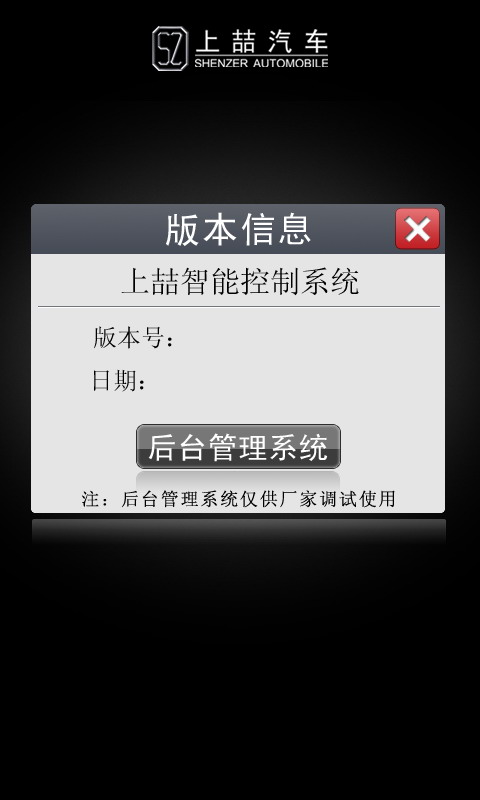 SZ 上喆汽车
SHENZER AUTOMOBILE
版本信息
上喆智能控制系统
版本号：
日期：
后台管理系统
注：后台管理系统仅供厂家调试使用